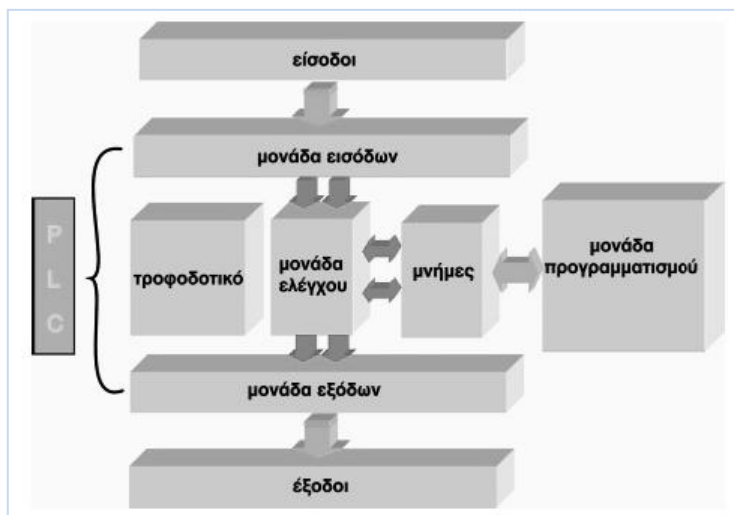 είσοδοι
μονάδα εισόδων
P
L
C
τροφοδοτικό
μονάδα
ελέγχου
μνήμες
μονάδα
προγραμματισμού
μονάδα εξόδων
έξοδοι